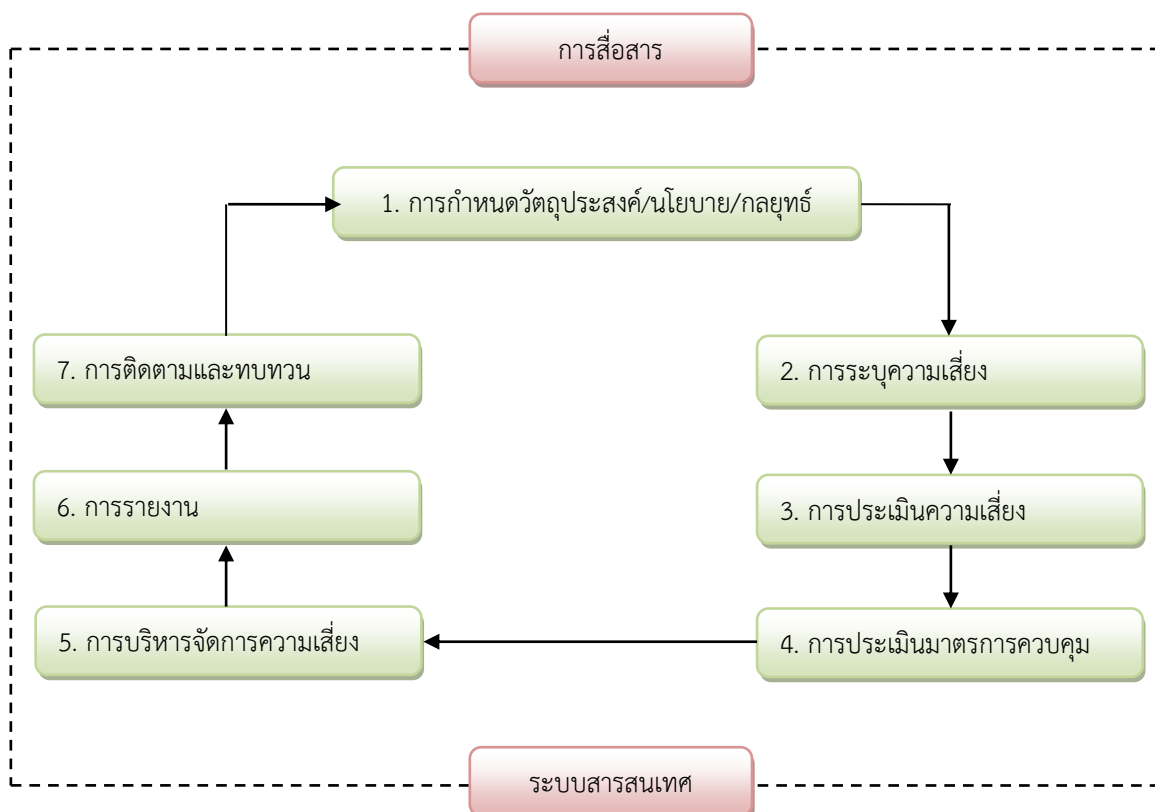 การสื่อสาร
1. การกำหนดวัตถุประสงค์/นโยบาย/กลยุทธ์
7. การติดตามและทบทวน
2. การระบุความเสี่ยง
6. การรายงาน
3. การประเมินความเสี่ยง
5. การบริหารจัดการความเสี่ยง
4. การประเมินมาตรการควบคุม
ระบบสารสนเทศ